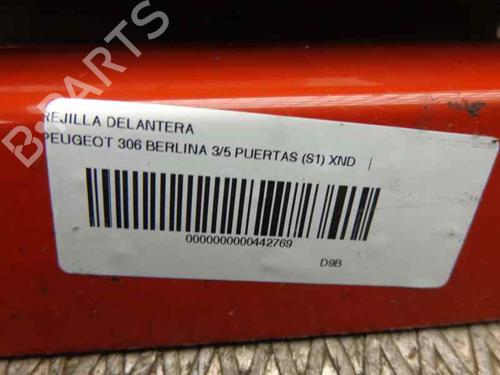 B-PARTS
REJILLA DELANTERA
PEUGEOT 306 BERLINA 3/5 PUERTAS (S1) XND |
0000000000442769
D9B